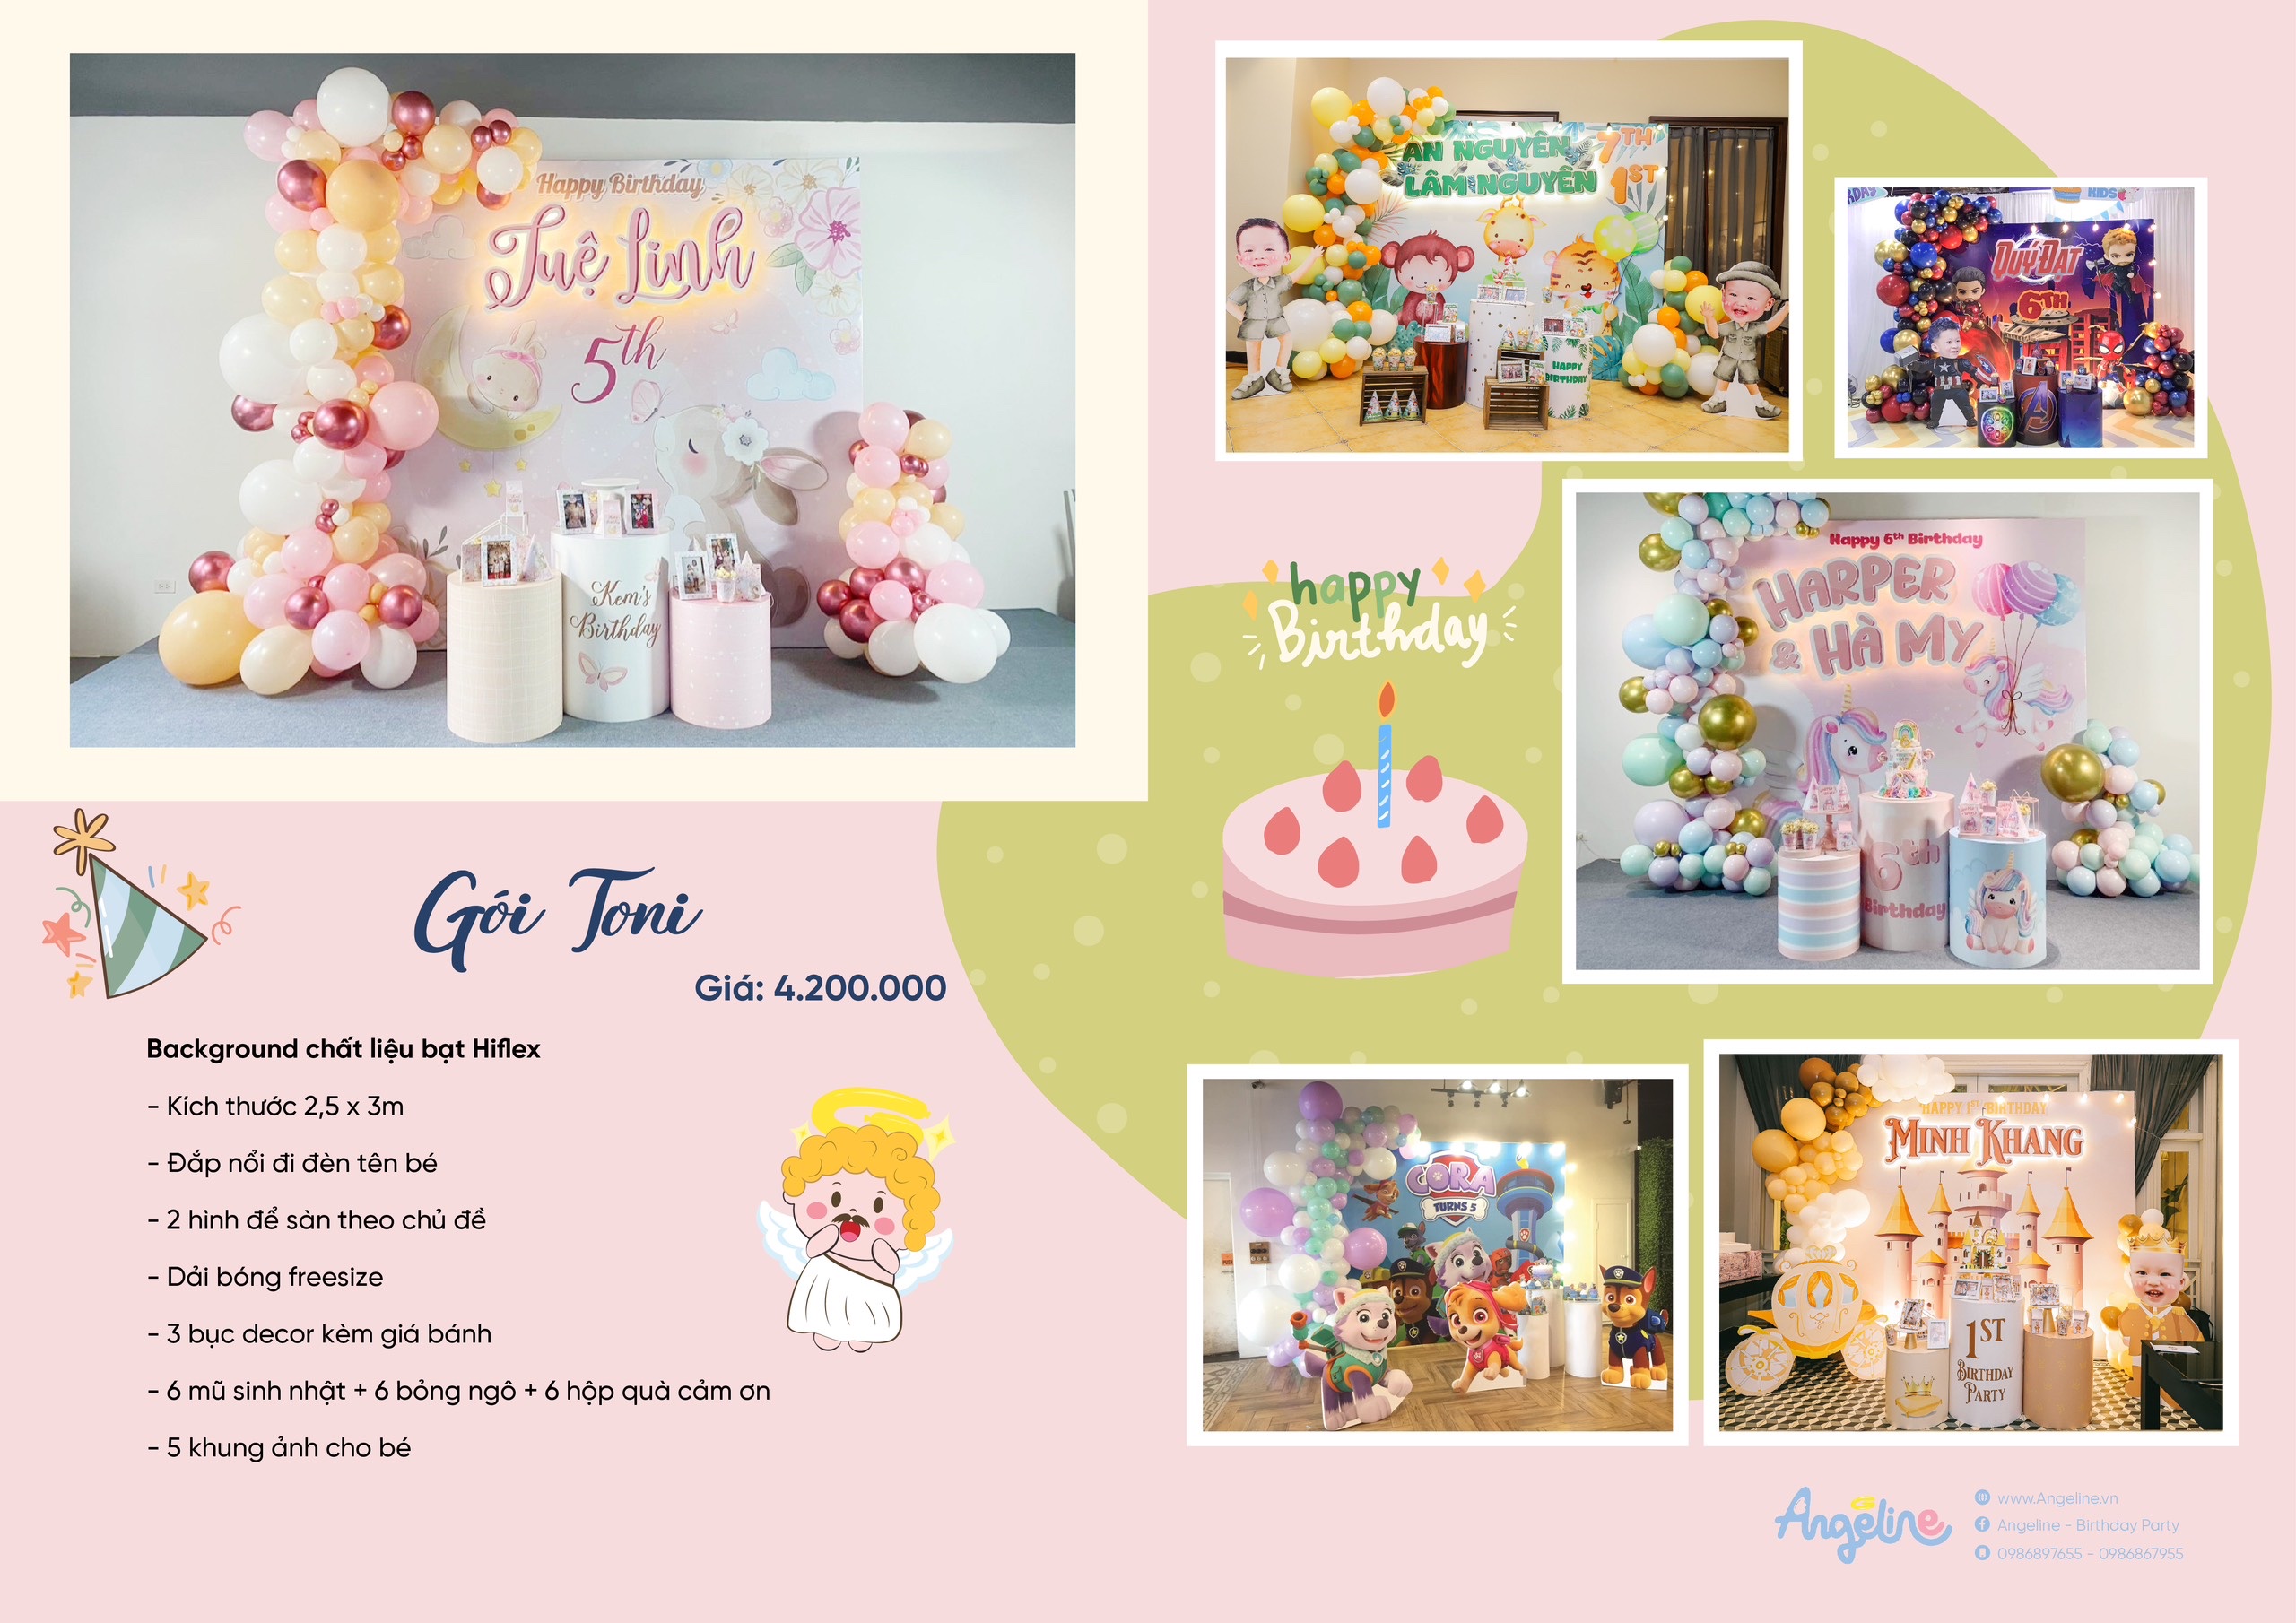 Happy Birthday
Tuệ Linh
5th
Kem's
Birthday
Gói Toni
Giá: 4.200.000
Background chất liệu bạt Hiflex
- Kích thước 2,5 x 3m
- Đắp nổi đi đèn tên bé
- 2 hình để sàn theo chủ đề
- Dải bóng freesize
- 3 bục decor kèm giá bánh
- 6 mũ sinh nhật + 6 bỏng ngô + 6 hộp quà cảm ơn
- 5 khung ảnh cho bé
AN NGUYÊN 7TH
LÂM NGUYÊN 1ST
HAPPY
BIRTHDAY
KIDS
QUÝ ĐẠT
6TH
happy
Birthday
Happy 6th Birthday
HARPER
& HÀ MY
6th
Birthday
CORA
TURNS 5
HAPPY 1ST BIRTHDAY
MINH KHANG
1ST
BIRTHDAY
PARTY
Angeline
www.Angeline.vn
Angeline - Birthday Party
0986897655 - 0986867955